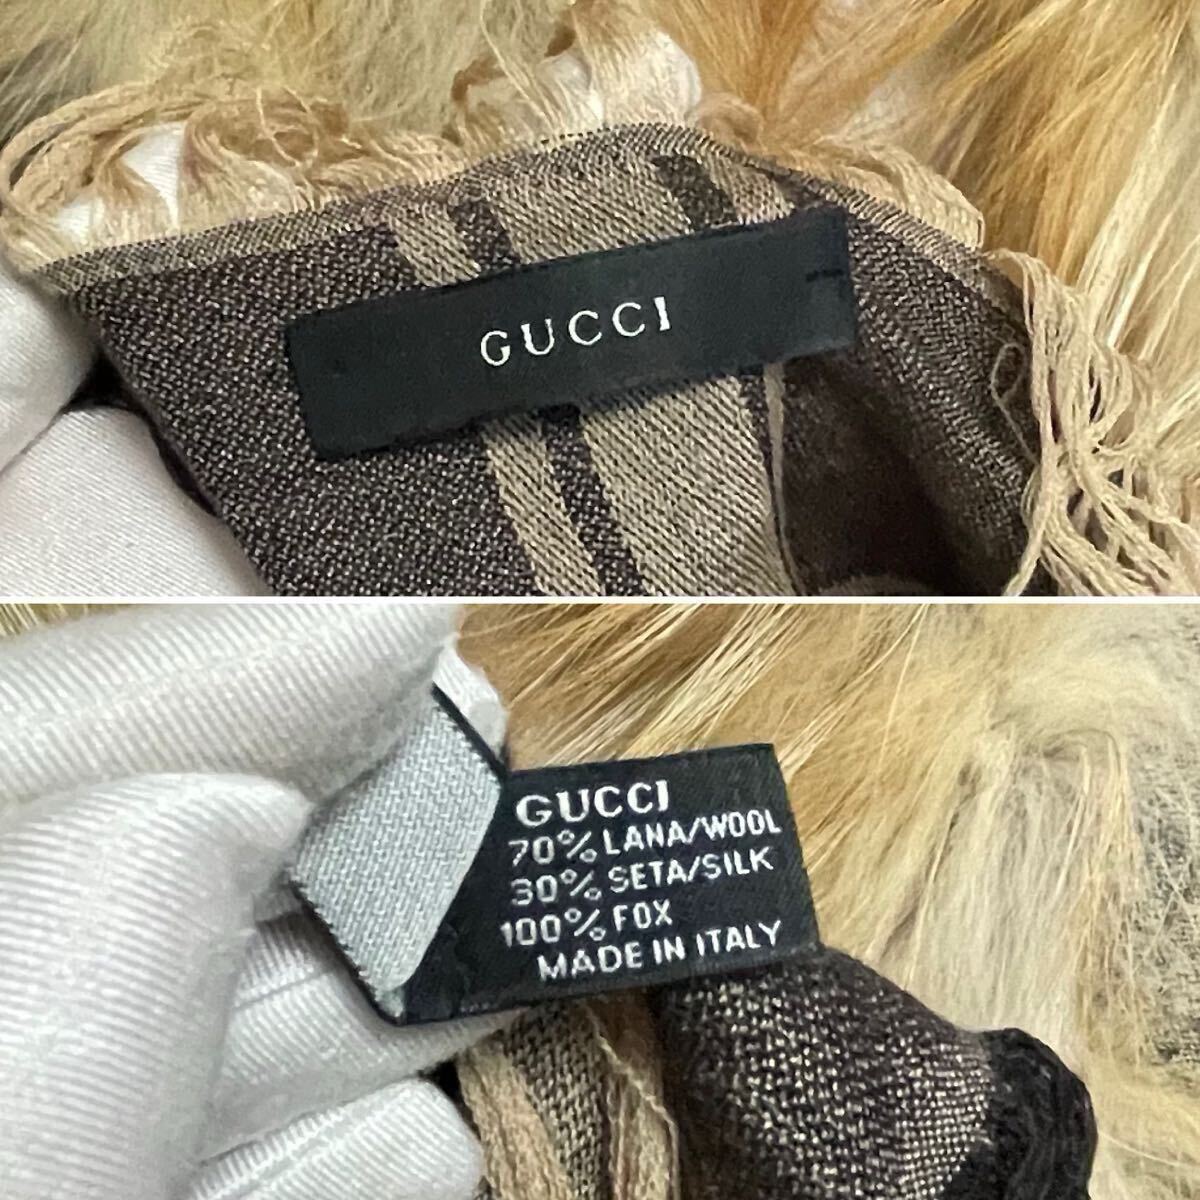 GUCCI
GUCCI
70% LANA/WOOL
30% SETA/SILK
100% FOX
MADE IN ITALY